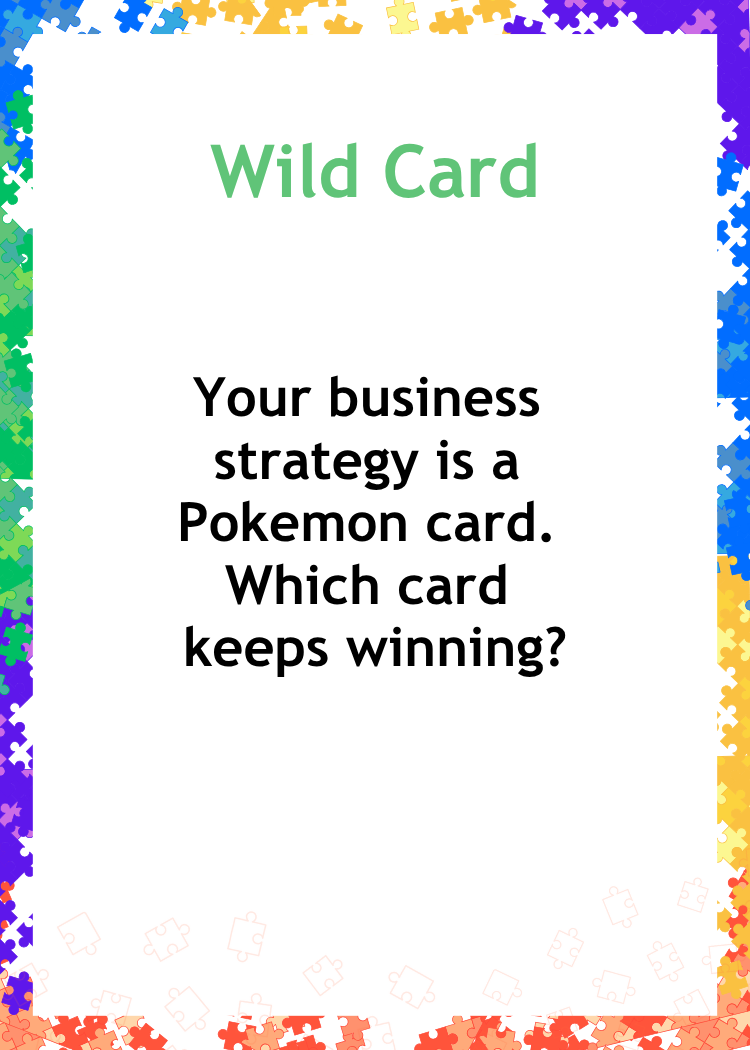 Wild Card
Your business
strategy is a
Pokemon card.
Which card
keeps winning?